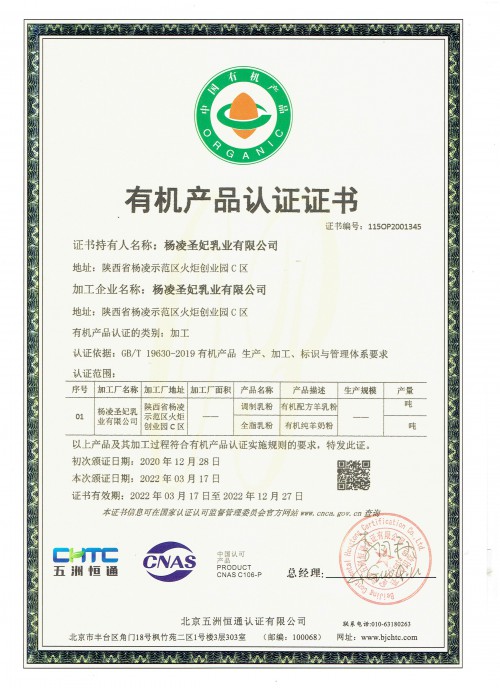 中国有机产品
ORGANIC
有机产品认证证书
证书编号：115OP2001345
证书持有人名称：杨凌圣妃乳业有限公司
地址：陕西省杨凌示范区火炬创业园 C 区
加工企业名称：杨凌圣妃乳业有限公司
地址：陕西省杨凌示范区火炬创业园 C 区
有机产品认证的类别：加工
认证依据：GB/T 19630-2019 有机产品 生产、加工、标识与管理体系要求
认证范围：
序号 加工厂名称 加工厂地址 加工厂面积 产品名称 产品描述 生产规模 产量
01 杨凌圣妃乳业有限公司 陕西省杨凌示范区火炬创业园 C 区 —— 调制乳粉 有机配方羊乳粉 —— 吨
全脂乳粉 有机纯羊奶粉 吨
以上产品及其加工过程符合有机产品认证实施规则的要求，特发此证。
初次颁证日期：2020 年 12 月 28 日
本次颁证日期：2022 年 03 月 17 日
证书有效期：2022 年 03 月 17 日至 2022 年 12 月 27 日
本证书信息可在国家认证认可监督管理委员会官方网站 www.cnca.gov.cn 查询
CHTC
五洲恒通
CNAS
中国认可
产品
PRODUCT
CNAS C106-P
总经理：
北京五洲恒通认证有限公司
联系电话:010-63180263
北京市丰台区角门18号枫竹苑二区1号楼3层303室 （邮编：100068） 网址：www.bjchtc.com